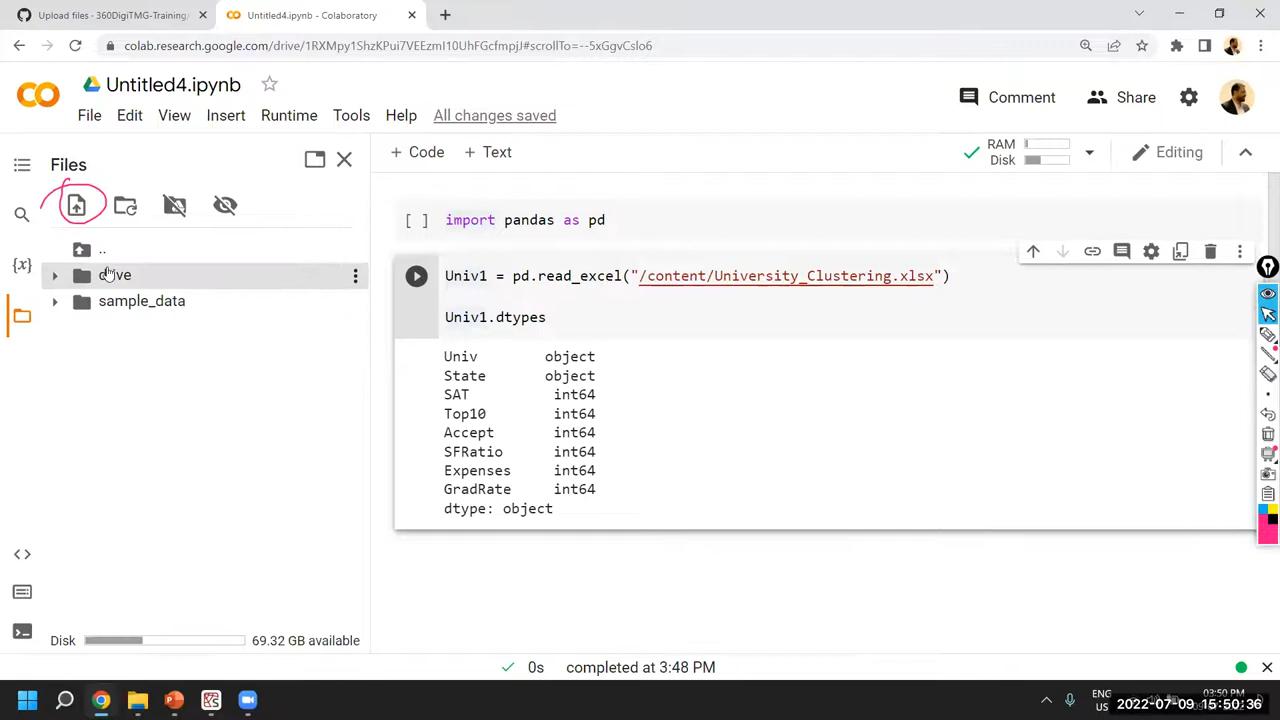 Upload files - 360DigiTMG-Training/
Untitled4.ipynb - Colaboratory
colab.research.google.com/drive/1RXMpy1ShzKPui7VEEzmI10UhFGcfmpjJ#scrollTo=--5xGgvCslo6
Untitled4.ipynb
Comment
Share
File Edit View Insert Runtime Tools Help All changes saved
Files
+ Code + Text
RAM
Disk
Editing
..
drive
sample_data
[ ] import pandas as pd
Univ1 = pd.read_excel("/content/University_Clustering.xlsx")
Univ1.dtypes
Univ object
State object
SAT int64
Top10 int64
Accept int64
SFRatio int64
Expenses int64
GradRate int64
dtype: object
{x}
Disk 69.32 GB available
0s completed at 3:48 PM
ENG
US
03:50 PM
2022-07-09 15:50:36